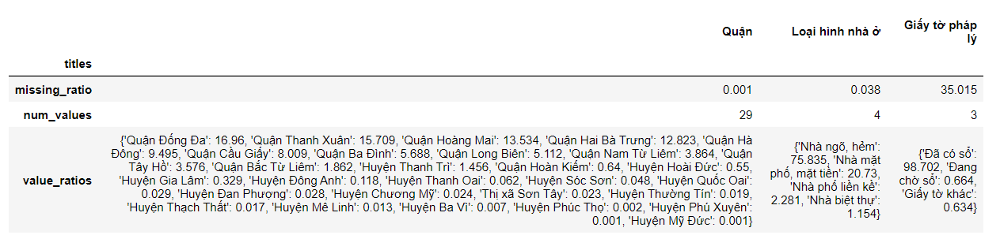 Quận Loại hình nhà ở Giấy tờ pháp
lý
titles
missing_ratio 0.001 0.038 35.015
num_values 29 4 3
value_ratios
{'Quận Đống Đa': 16.96, 'Quận Thanh Xuân': 15.709, 'Quận Hoàng Mai': 13.534, 'Quận Hai Bà Trưng': 12.823, 'Quận Hà
Đông': 9.495, 'Quận Cầu Giấy': 8.009, 'Quận Ba Đình': 5.688, 'Quận Long Biên': 5.112, 'Quận Nam Từ Liêm': 3.864, 'Quận
Tây Hồ': 3.576, 'Quận Bắc Từ Liêm': 1.862, 'Huyện Thanh Trì': 1.456, 'Quận Hoàn Kiếm': 0.64, 'Huyện Hoài Đức': 0.55,
'Huyện Gia Lâm': 0.329, 'Huyện Đông Anh': 0.118, 'Huyện Thanh Oai': 0.062, 'Huyện Sóc Sơn': 0.048, 'Huyện Quốc Oai':
0.029, 'Huyện Đan Phượng': 0.028, 'Huyện Chương Mỹ': 0.024, 'Thị xã Sơn Tây': 0.023, 'Huyện Thường Tín': 0.019,
'Huyện Thạch Thất': 0.017, 'Huyện Mê Linh': 0.013, 'Huyện Ba Vì': 0.007, 'Huyện Phúc Thọ': 0.002, 'Huyện Phú Xuyên':
0.001, 'Huyện Mỹ Đức': 0.001}
{'Nhà ngõ, hẻm':
75.835, 'Nhà mặt
phố, mặt tiền': 20.73,
'Nhà phố liền kề':
2.281, 'Nhà biệt thự':
1.154}
{'Đã có sổ':
98.702, 'Đang
chờ sổ': 0.664,
'Giấy tờ khác':
0.634}